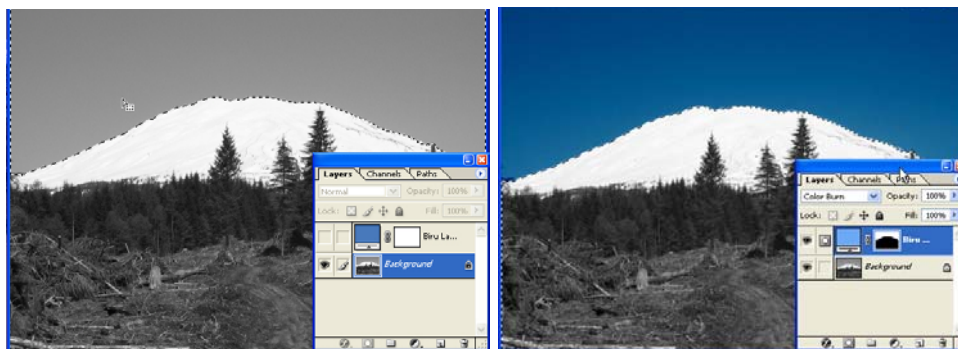 Layers Channels Paths
Normal Opacity: 100%
Lock: Fill: 100%
Biru La...
Background
Layers Channels Paths
Color Burn Opacity: 100%
Lock: Fill: 100%
Biru ...
Background